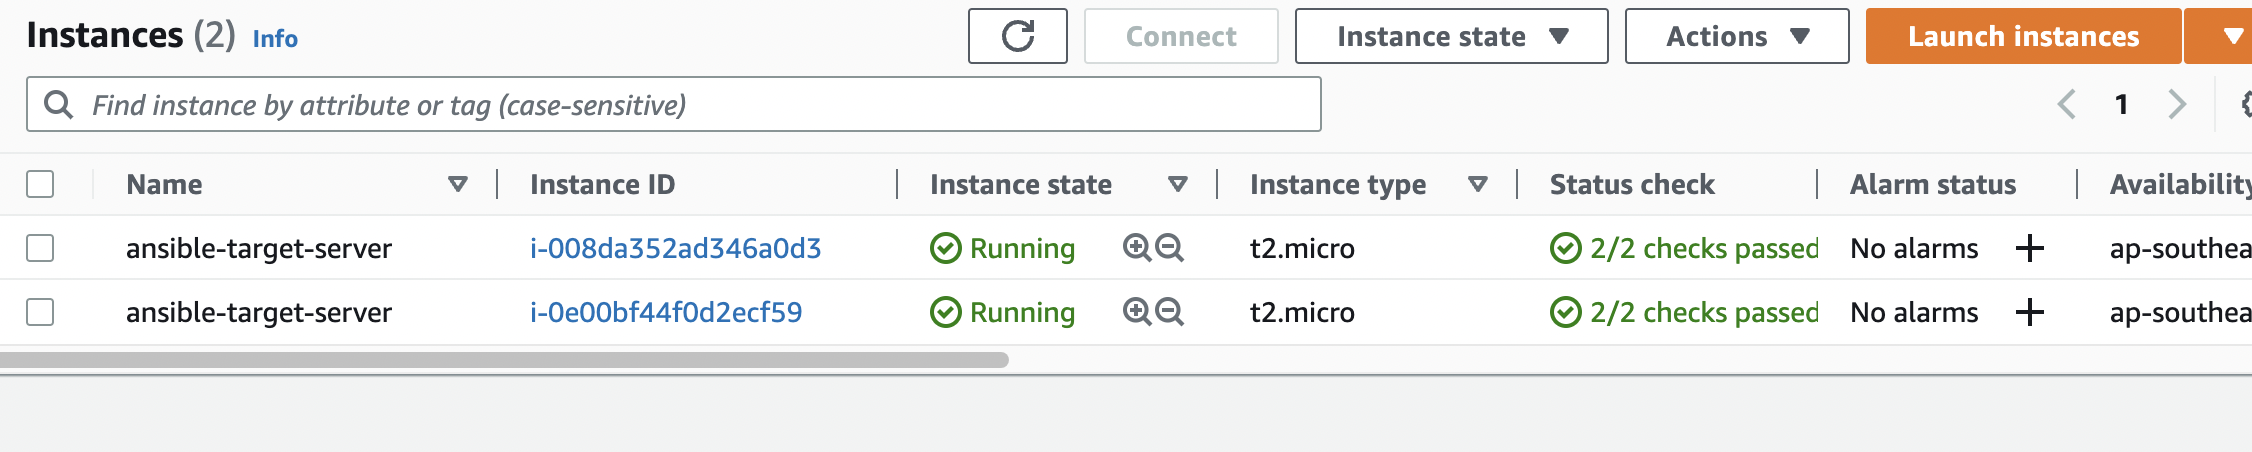 Instances (2) Info Connect Instance state Actions Launch instances
Find instance by attribute or tag (case-sensitive) 1
Name Instance ID Instance state Instance type Status check Alarm status Availability
ansible-target-server i-008da352ad346a0d3 Running t2.micro 2/2 checks passed No alarms + ap-southea
ansible-target-server i-0e00bf44f0d2ecf59 Running t2.micro 2/2 checks passed No alarms + ap-southea